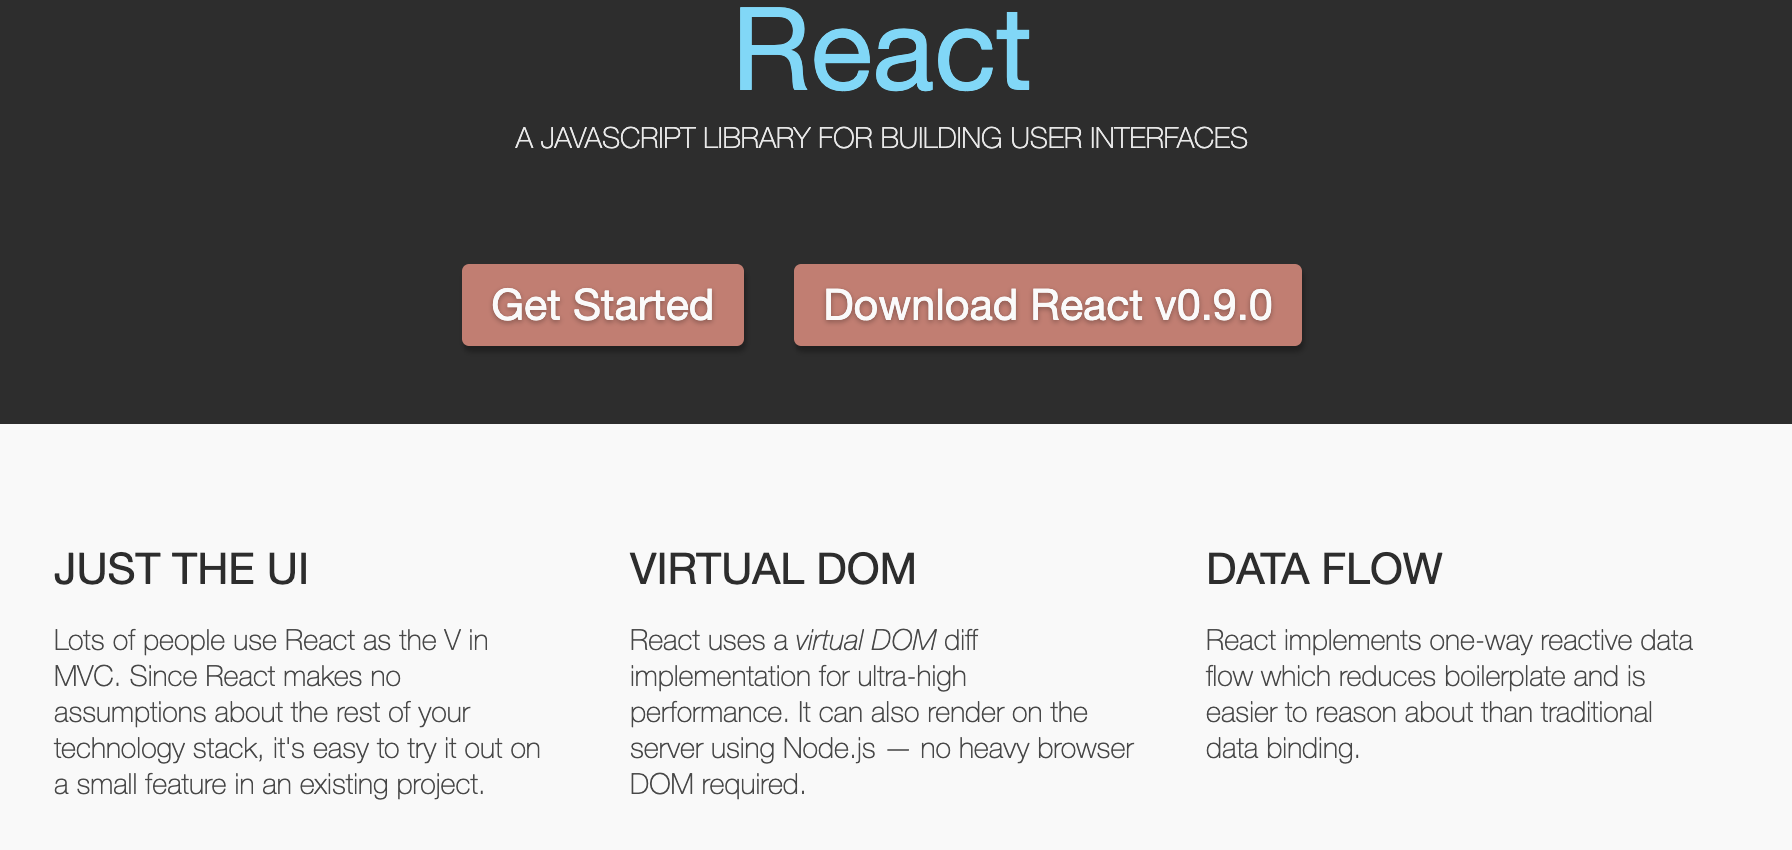 React
A JAVASCRIPT LIBRARY FOR BUILDING USER INTERFACES
Get Started
Download React v0.9.0
JUST THE UI
Lots of people use React as the V in
MVC. Since React makes no
assumptions about the rest of your
technology stack, it's easy to try it out on
a small feature in an existing project.
VIRTUAL DOM
React uses a virtual DOM diff
implementation for ultra-high
performance. It can also render on the
server using Node.js — no heavy browser
DOM required.
DATA FLOW
React implements one-way reactive data
flow which reduces boilerplate and is
easier to reason about than traditional
data binding.